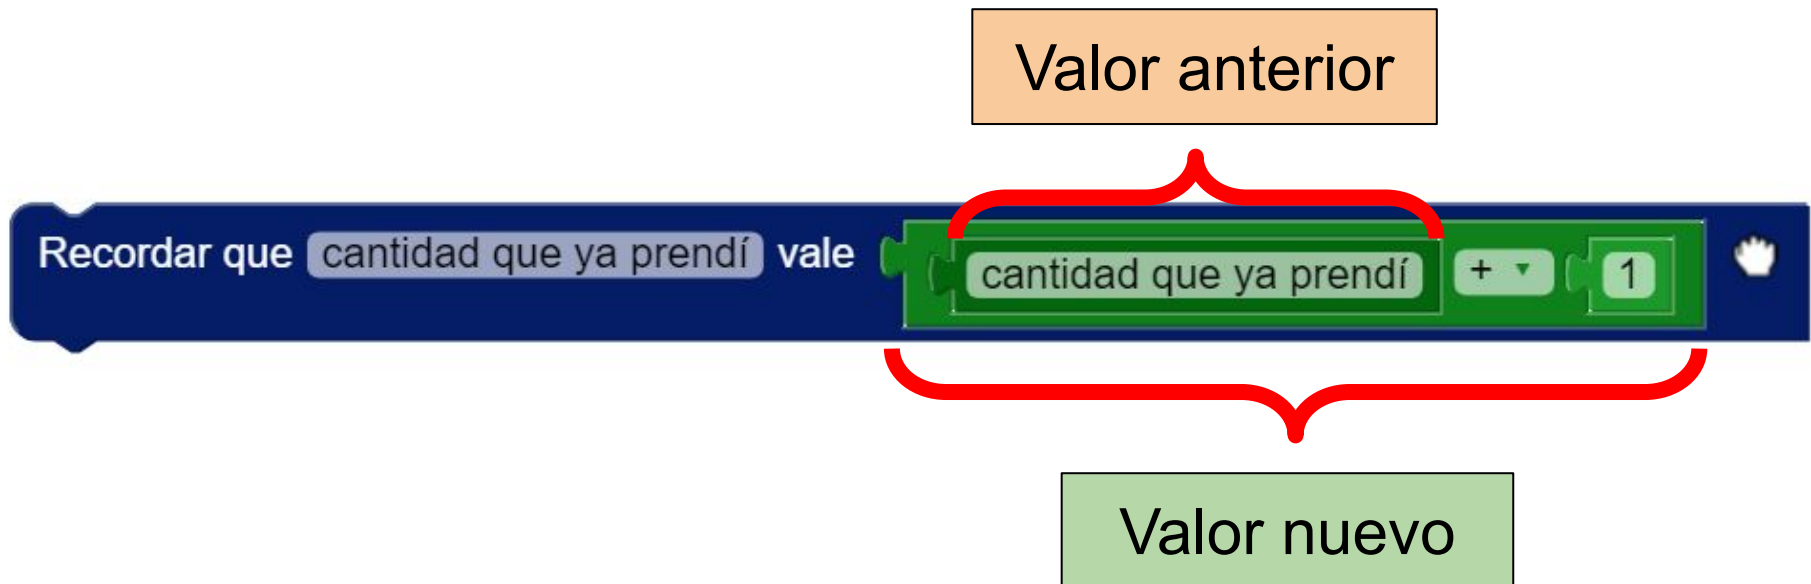 Valor anterior
Recordar que cantidad que ya prendí vale cantidad que ya prendí + 1
Valor nuevo